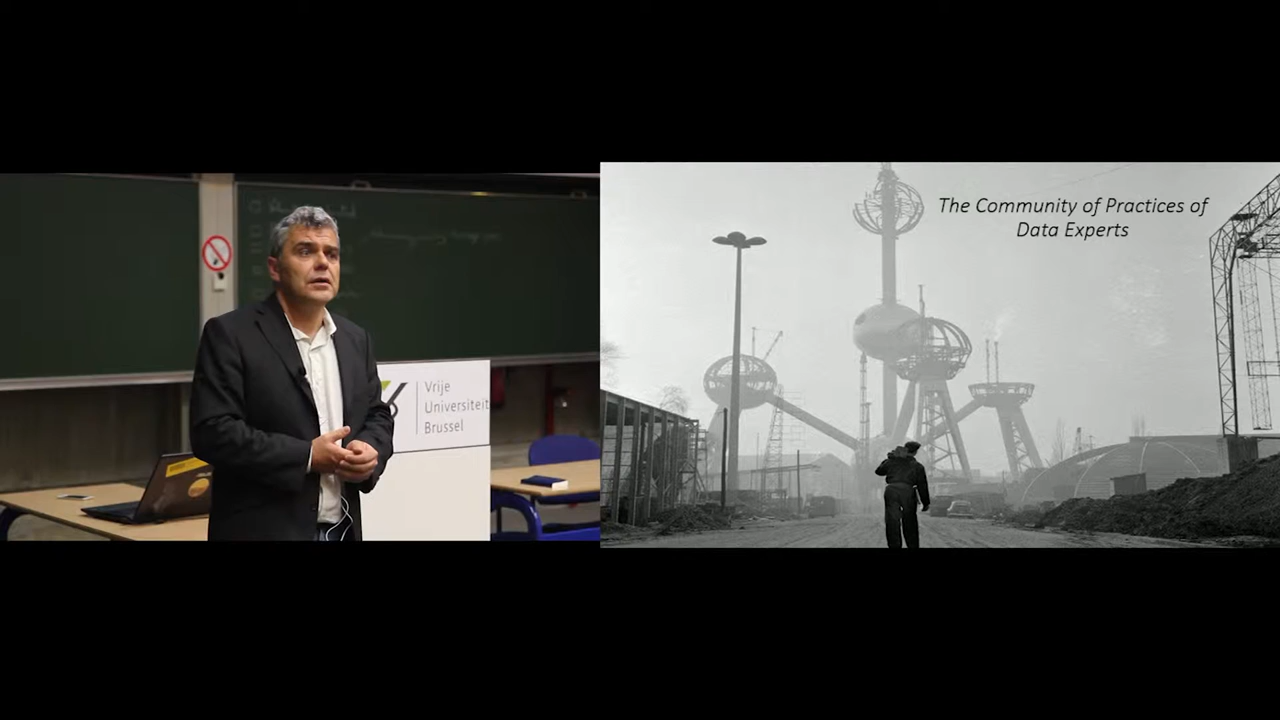 Vrije
Universiteit
Brussel
The Community of Practices of
Data Experts